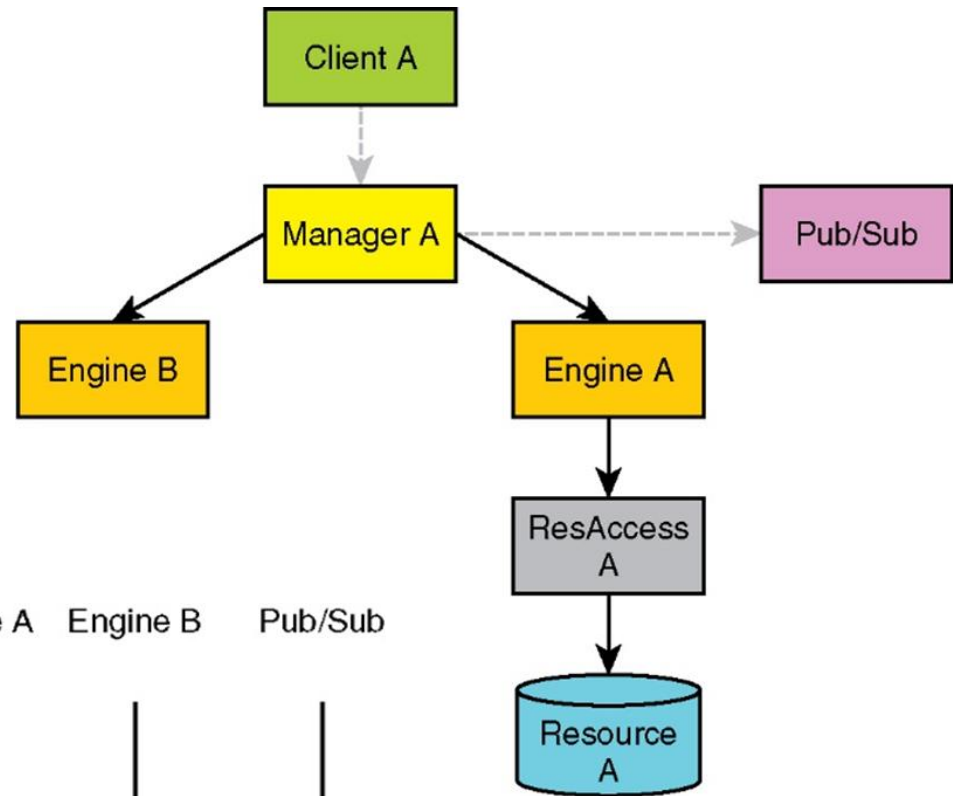 Client A
Manager A
Pub/Sub
Engine B
Engine A
ResAccess
A
A Engine B Pub/Sub
Resource
A